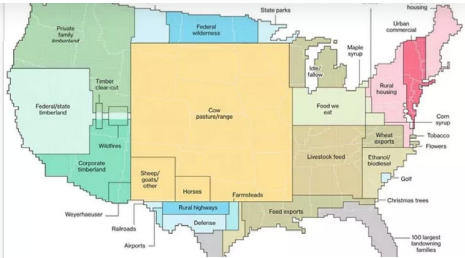 State parks
housing
Private
family
timberland
Federal
wilderness
Urban
commercial
Maple
syrup
Idle/
fallow
Timber
clear-cut
Rural
housing
Federal/state
timberland
Cow
pasture/range
Food we
eat
Corn
syrup
Wildfires
Wheat
exports
Tobacco
Flowers
Corporate
timberland
Livestock feed
Ethanol/
biodiesel
Sheep/
goats/
other
Golf
Horses
Farmsteads
Christmas trees
Weyerhaeuser
Rural highways
Feed exports
Railroads
Defense
Airports
100 largest
landowning
families